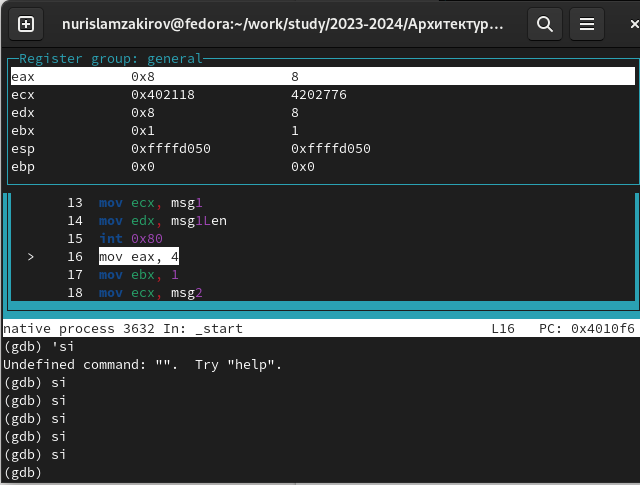 nurislamzakirov@fedora:~/work/study/2023-2024/Архитектур...
Register group: general
eax 0x8 8
ecx 0x402118 4202776
edx 0x8 8
ebx 0x1 1
esp 0xffffd050 0xffffd050
ebp 0x0 0x0
13 mov ecx, msg1
14 mov edx, msg1Len
15 int 0x80
> 16 mov eax, 4
17 mov ebx, 1
18 mov ecx, msg2
native process 3632 In: _start L16 PC: 0x4010f6
(gdb) 'si
Undefined command: "". Try "help".
(gdb) si
(gdb) si
(gdb) si
(gdb) si
(gdb) si
(gdb)